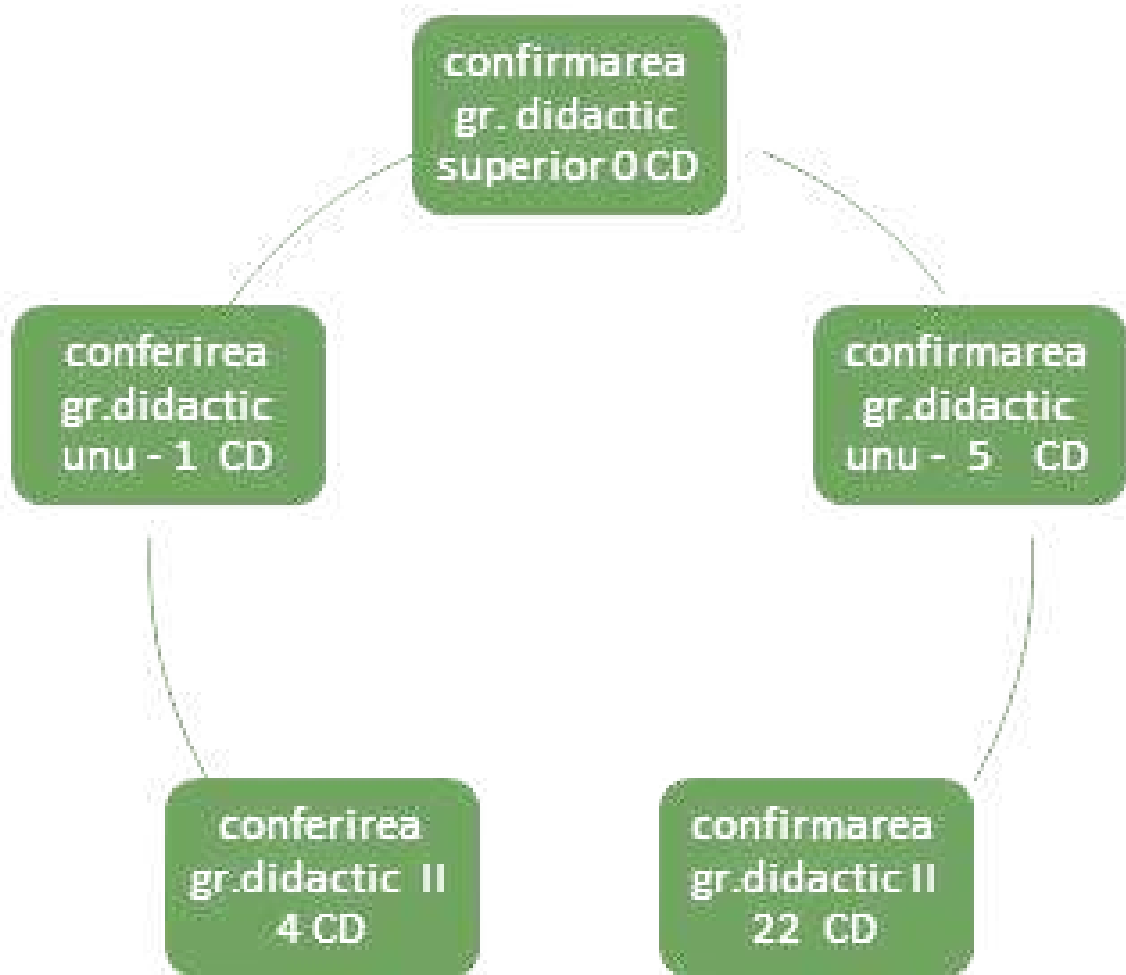 confirmarea
gr. didactic
superior 0 CD
conferirea
gr.didactic
unu - 1 CD
confirmarea
gr.didactic
unu - 5 CD
conferirea
gr.didactic II
4 CD
confirmarea
gr.didactic II
22 CD